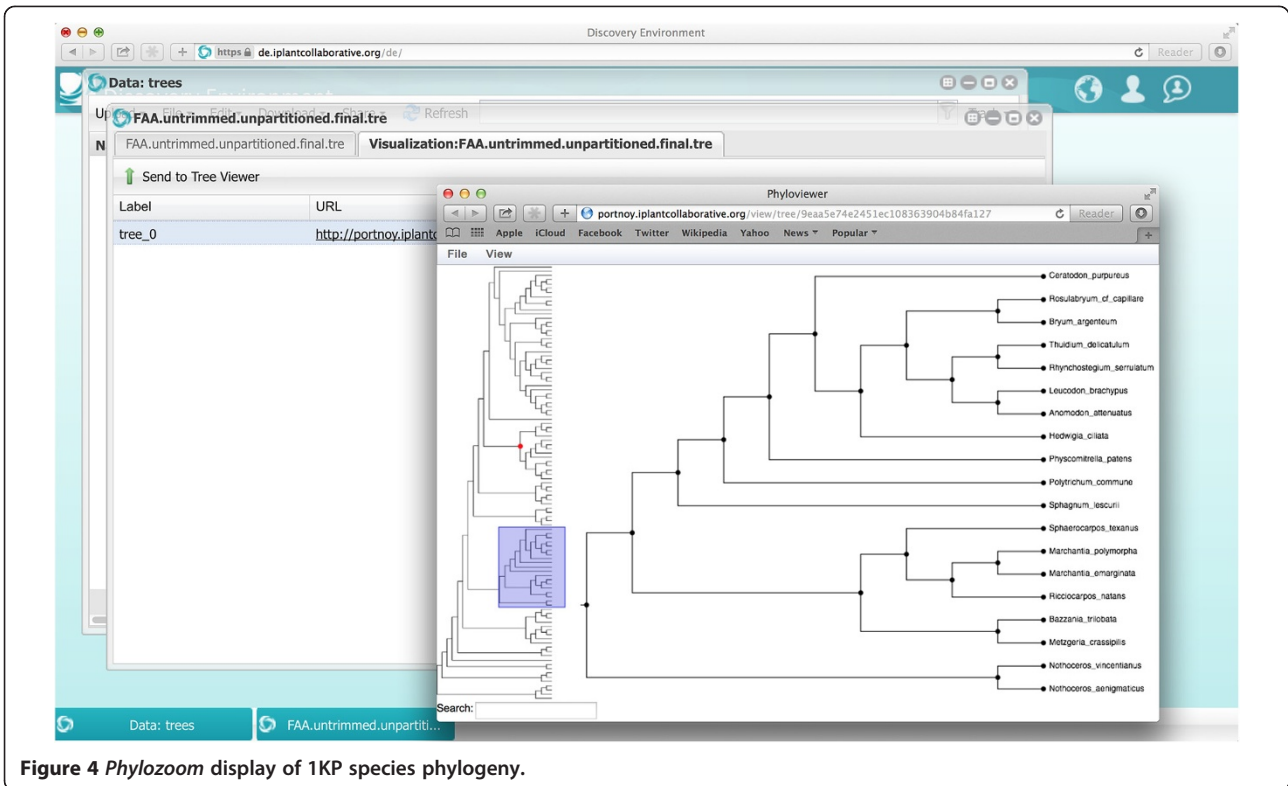 Discovery Environment
https de.iplantcollaborative.org/de/
Reader
Data: trees
Refresh
FAA.untrimmed.unpartitioned.final.tre
FAA.untrimmed.unpartitioned.final.tre
Visualization:FAA.untrimmed.unpartitioned.final.tre
Send to Tree Viewer
Label
URL
tree_0
http://portnoy.iplant
Phyloviewer
portnoy.iplantcollaborative.org/view/tree/9eaa5e74e2451ec108363904b84fa127
Reader
Apple iCloud Facebook Twitter Wikipedia Yahoo News Popular
File View
Ceratodon_purpureus
Rosulabryum_cf_capillare
Bryum_argenteum
Thuidium_delicatulum
Rhynchostegium_serrulatum
Leucodon_brachypus
Anomodon_attenuatus
Hedwigia_ciliata
Physcomitrella_patens
Polytrichum_commune
Sphagnum_lescurii
Sphaerocarpos_texanus
Marchantia_polymorpha
Marchantia_emarginata
Ricciocarpos_natans
Bazzania_trilobata
Metzgeria_crassipilis
Nothoceros_vincentianus
Nothoceros_aenigmaticus
Search:
Data: trees
FAA.untrimmed.unpartiti...
Figure 4 Phylozoom display of 1KP species phylogeny.